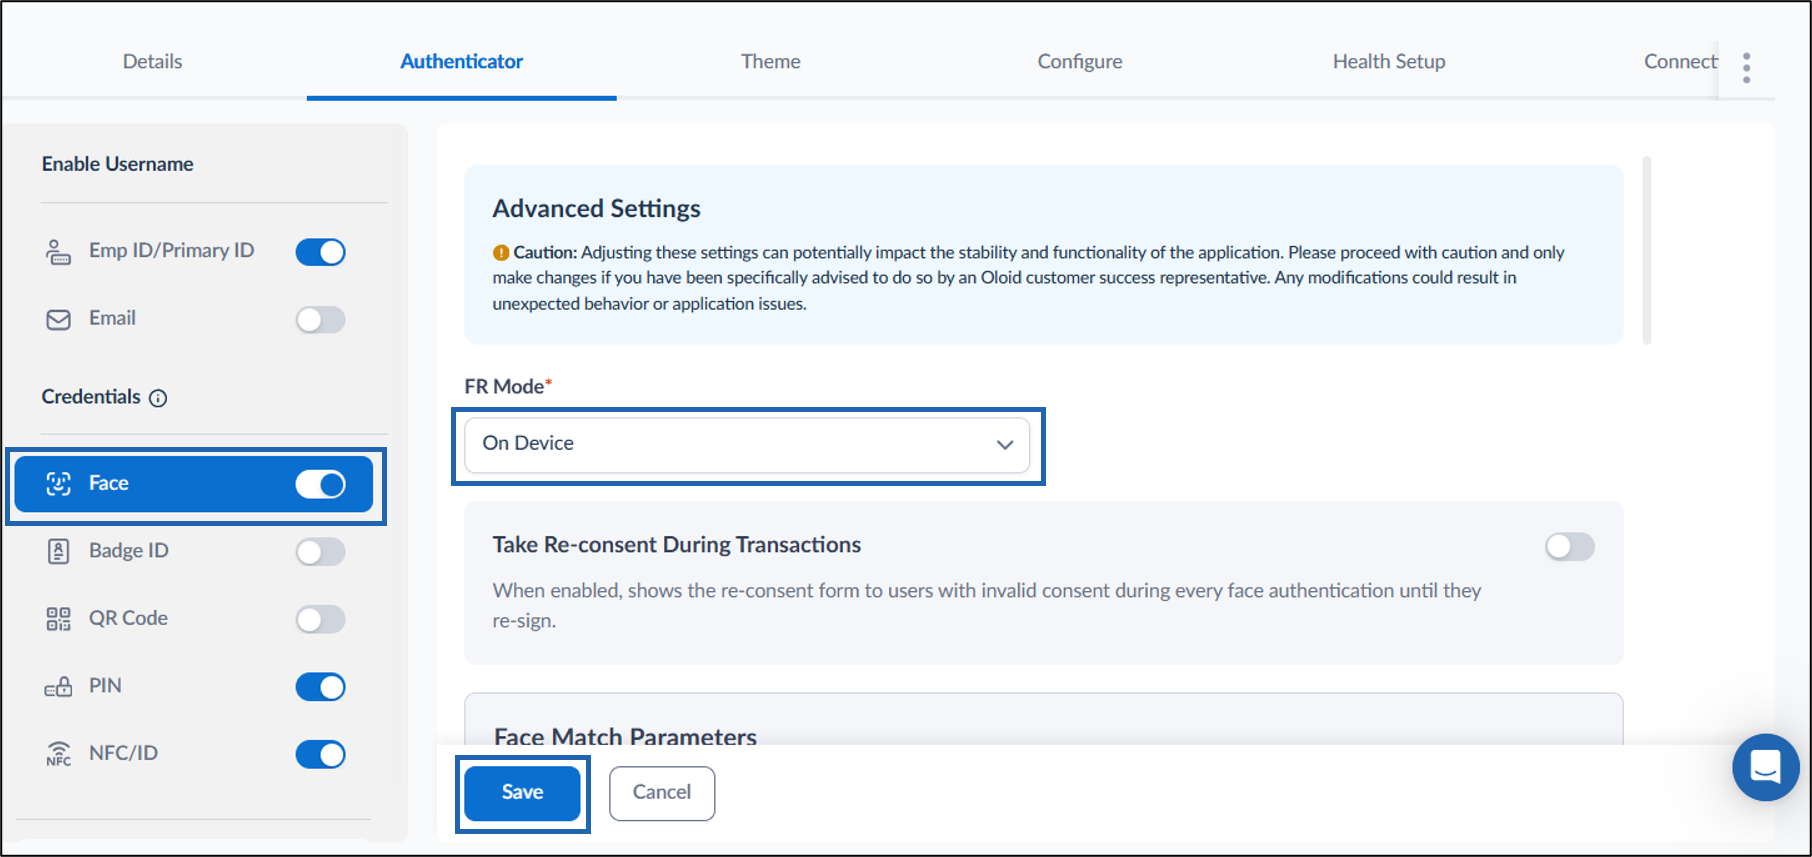 Details
Authenticator
Theme
Configure
Health Setup
Connect
Enable Username
Emp ID/Primary ID
Email
Credentials
Face
Badge ID
QR Code
PIN
NFC
NFC/ID
Advanced Settings
Caution: Adjusting these settings can potentially impact the stability and functionality of the application. Please proceed with caution and only
make changes if you have been specifically advised to do so by an Oloid customer success representative. Any modifications could result in
unexpected behavior or application issues.
FR Mode*
On Device
Take Re-consent During Transactions
When enabled, shows the re-consent form to users with invalid consent during every face authentication until they
re-sign.
Face Match Parameters
Save
Cancel